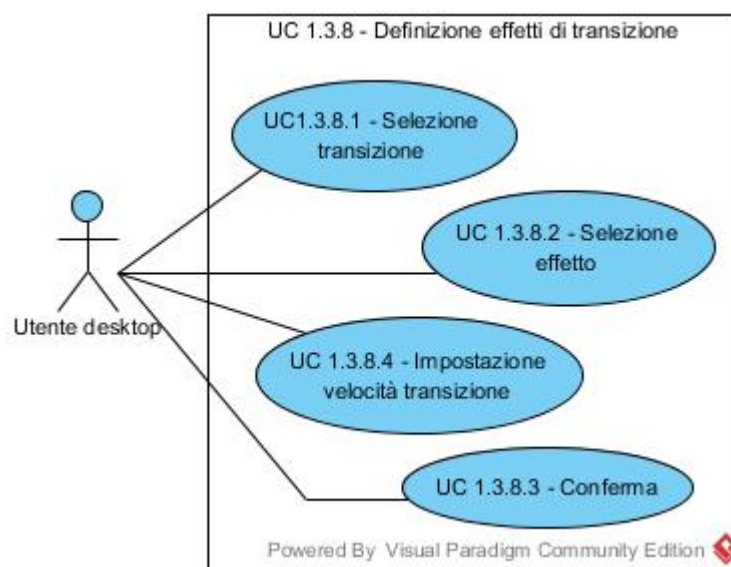 UC 1.3.8 - Definizione effetti di transizione
UC1.3.8.1 - Selezione
transizione
UC 1.3.8.2 - Selezione
effetto
Utente desktop
UC 1.3.8.4 - Impostazione
velocità transizione
UC 1.3.8.3 - Conferma
Powered By Visual Paradigm Community Edition